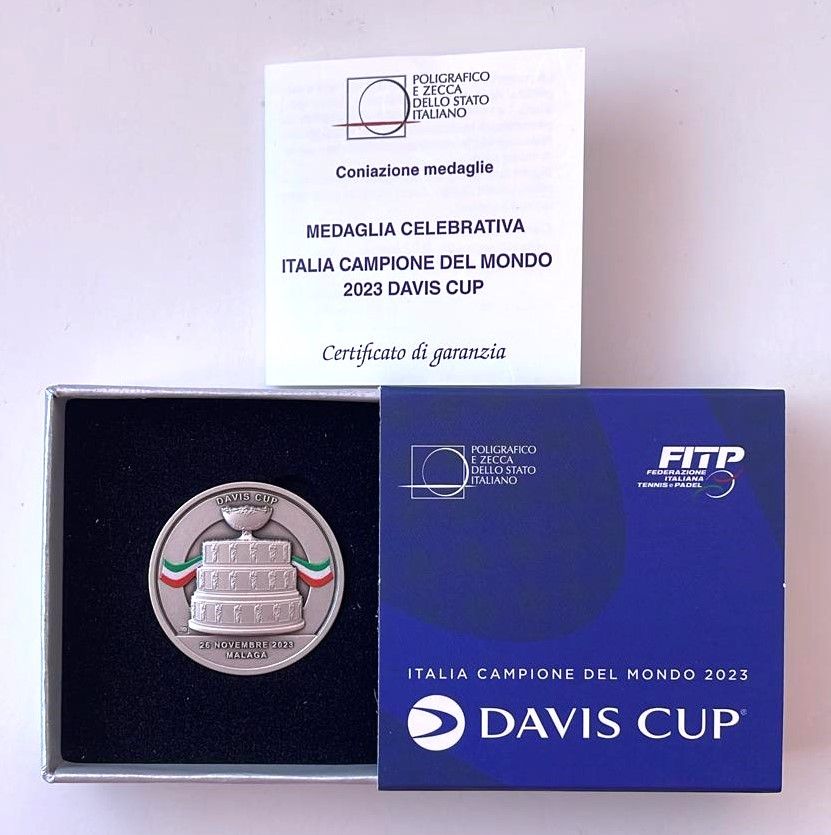 POLIGRAFICO
E ZECCA
DELLO STATO
ITALIANO
Coniazione medaglie
MEDAGLIA CELEBRATIVA
ITALIA CAMPIONE DEL MONDO
2023 DAVIS CUP
Certificato di garanzia
DAVIS CUP
26 NOVEMBRE 2023
MALAGA
POLIGRAFICO
E ZECCA
DELLO STATO
ITALIANO
FITP
FEDERAZIONE
ITALIANA
TENNIS e PADEL
ITALIA CAMPIONE DEL MONDO 2023
DAVIS CUP®